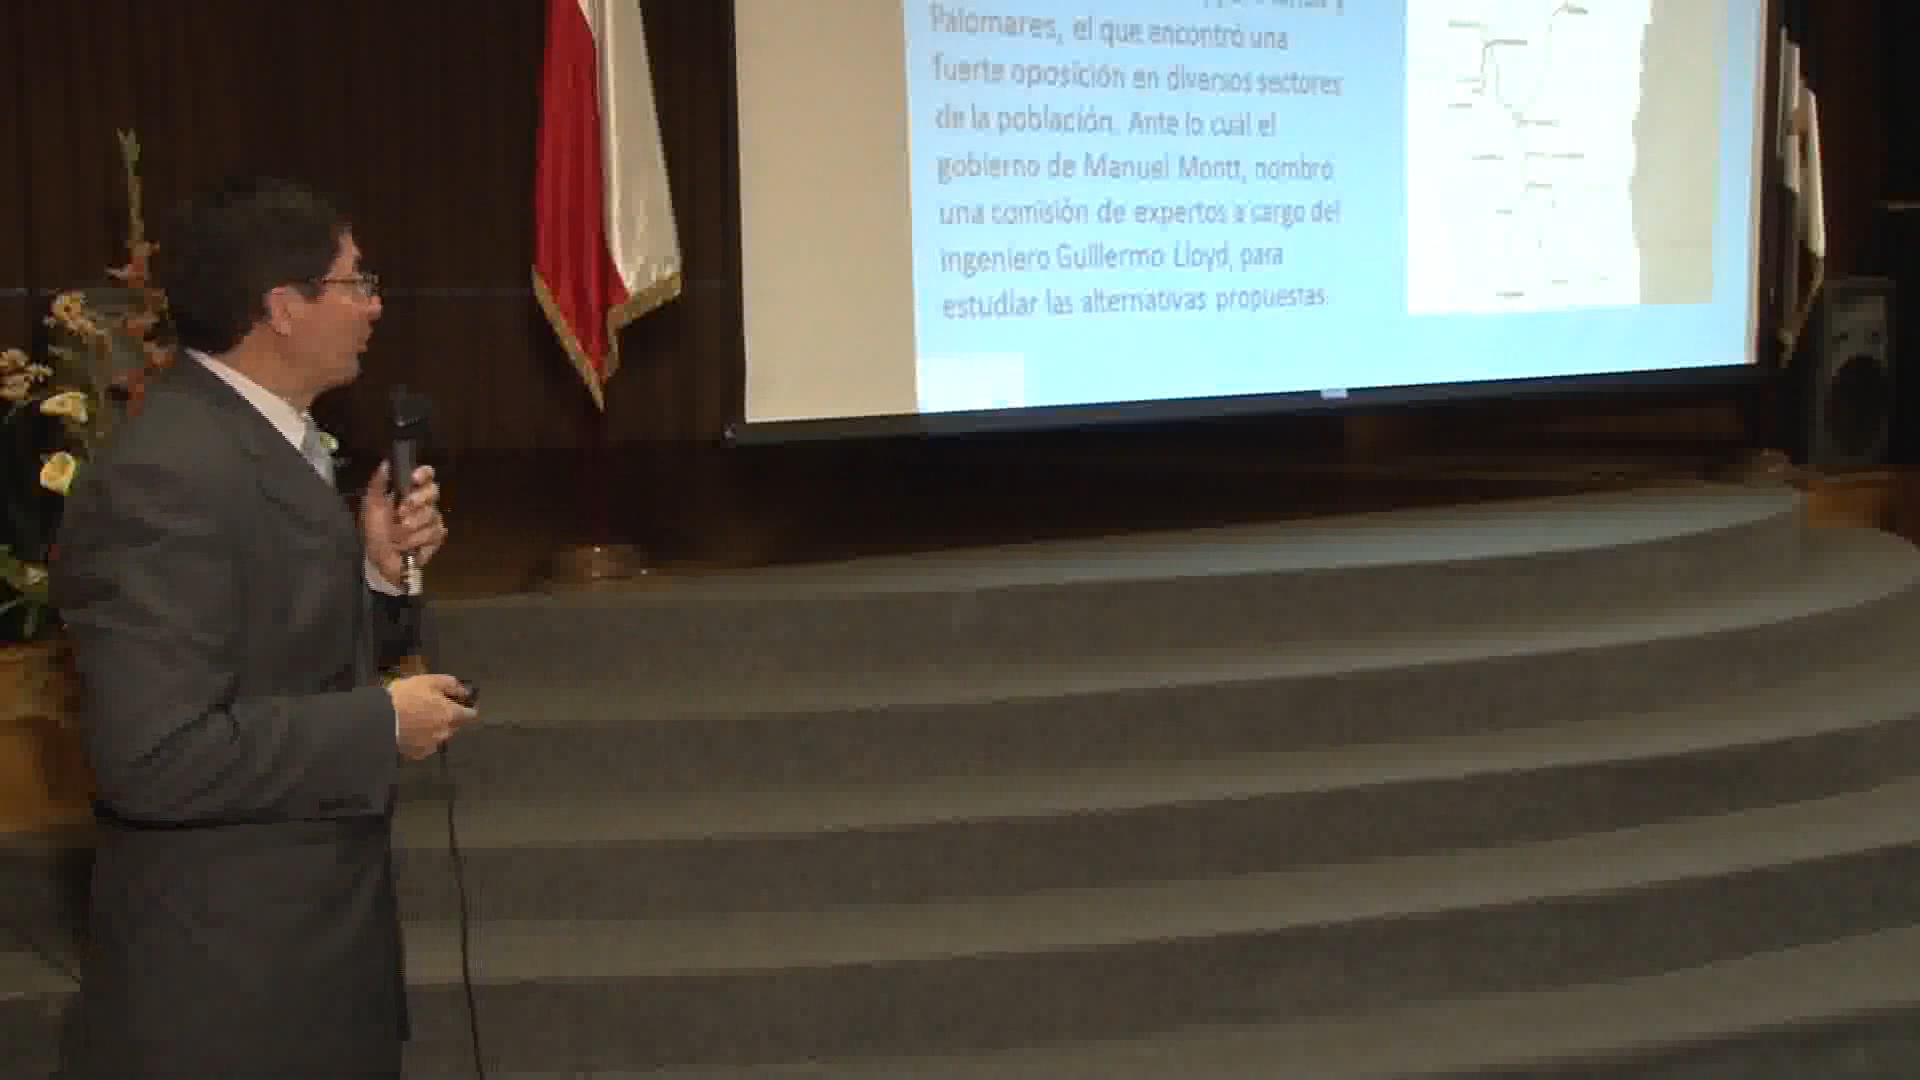 Palomares, el que encontró una
fuerte oposición en diversos sectores
de la población. Ante lo cual el
gobierno de Manuel Montt, nombró
una comisión de expertos a cargo del
ingeniero Guillermo Lloyd, para
estudiar las alternativas propuestas.